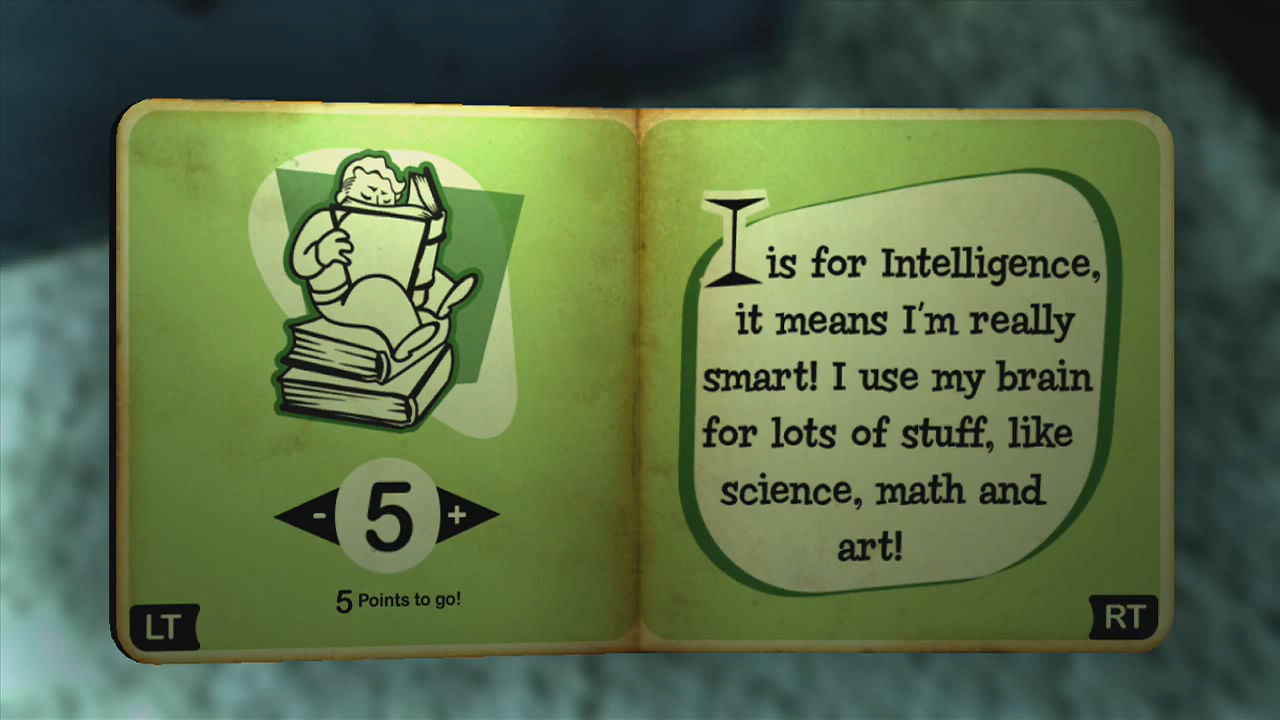 I is for Intelligence,
it means I'm really
smart! I use my brain
for lots of stuff, like
science, math and
art!
- 5 +
5 Points to go!
LT
RT